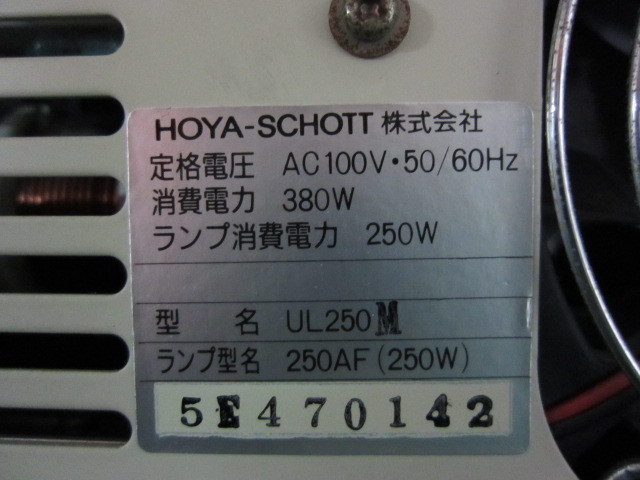 HOYA-SCHOTT 株式会社
定格電圧 AC100V・50/60Hz
消費電力 380W
ランプ消費電力 250W
型名 UL250M
ランプ型名 250AF(250W)
5E470142